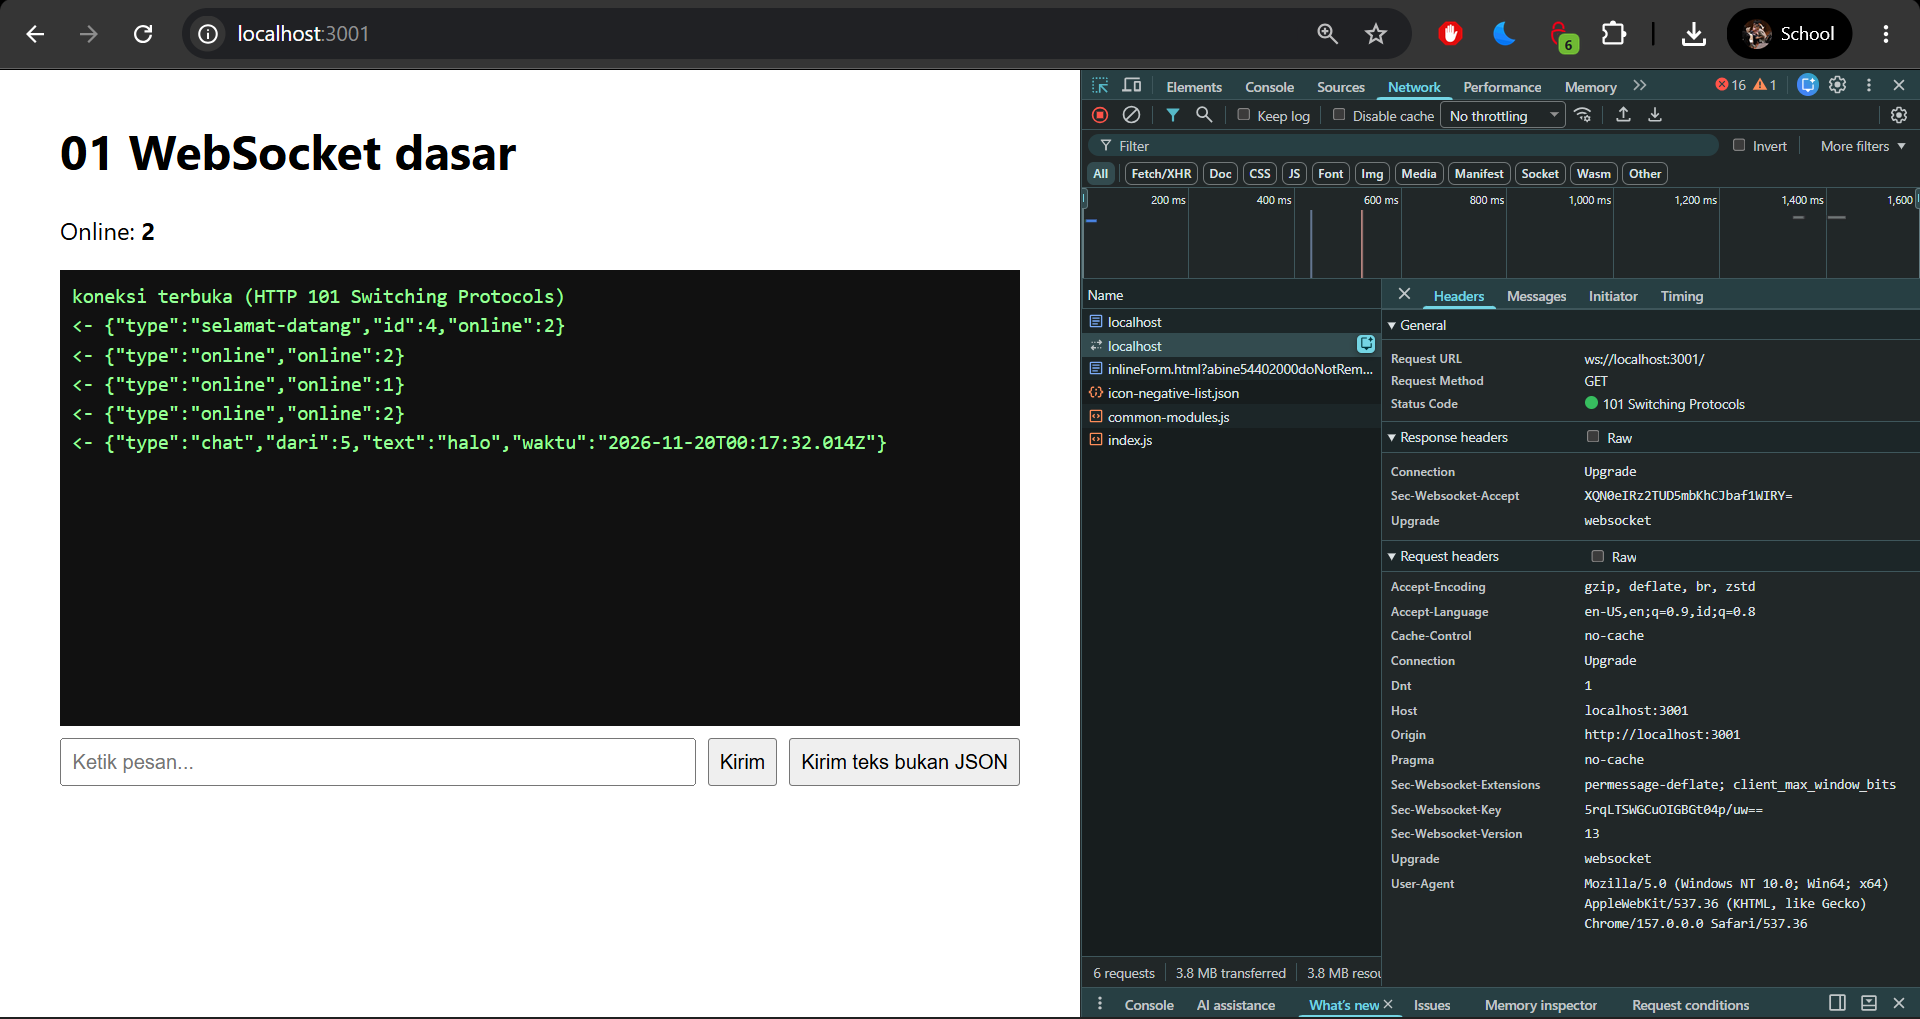 localhost:3001
6
School
01 WebSocket dasar
Online: 2
koneksi terbuka (HTTP 101 Switching Protocols)
<- {"type":"selamat-datang","id":4,"online":2}
<- {"type":"online","online":2}
<- {"type":"online","online":1}
<- {"type":"online","online":2}
<- {"type":"chat","dari":5,"text":"halo","waktu":"2026-11-20T00:17:32.014Z"}
Ketik pesan...
Kirim
Kirim teks bukan JSON
Elements Console Sources Network Performance Memory 16 1
Keep log Disable cache No throttling
Filter Invert More filters
All Fetch/XHR Doc CSS JS Font Img Media Manifest Socket Wasm Other
200 ms 400 ms 600 ms 800 ms 1,000 ms 1,200 ms 1,400 ms 1,600
Name
localhost
localhost
inlineForm.html?abine54402000doNotRem...
icon-negative-list.json
common-modules.js
index.js
Headers Messages Initiator Timing
General
Request URL ws://localhost:3001/
Request Method GET
Status Code 101 Switching Protocols
Response headers Raw
Connection Upgrade
Sec-Websocket-Accept XQN0eIRz2TUD5mbKhCJbaf1WIRY=
Upgrade websocket
Request headers Raw
Accept-Encoding gzip, deflate, br, zstd
Accept-Language en-US,en;q=0.9,id;q=0.8
Cache-Control no-cache
Connection Upgrade
Dnt 1
Host localhost:3001
Origin http://localhost:3001
Pragma no-cache
Sec-Websocket-Extensions permessage-deflate; client_max_window_bits
Sec-Websocket-Key 5rqLTSWGCuOIGBGt04p/uw==
Sec-Websocket-Version 13
Upgrade websocket
User-Agent Mozilla/5.0 (Windows NT 10.0; Win64; x64)
AppleWebKit/537.36 (KHTML, like Gecko)
Chrome/157.0.0.0 Safari/537.36
6 requests 3.8 MB transferred 3.8 MB resou
Console AI assistance What's new Issues Memory inspector Request conditions